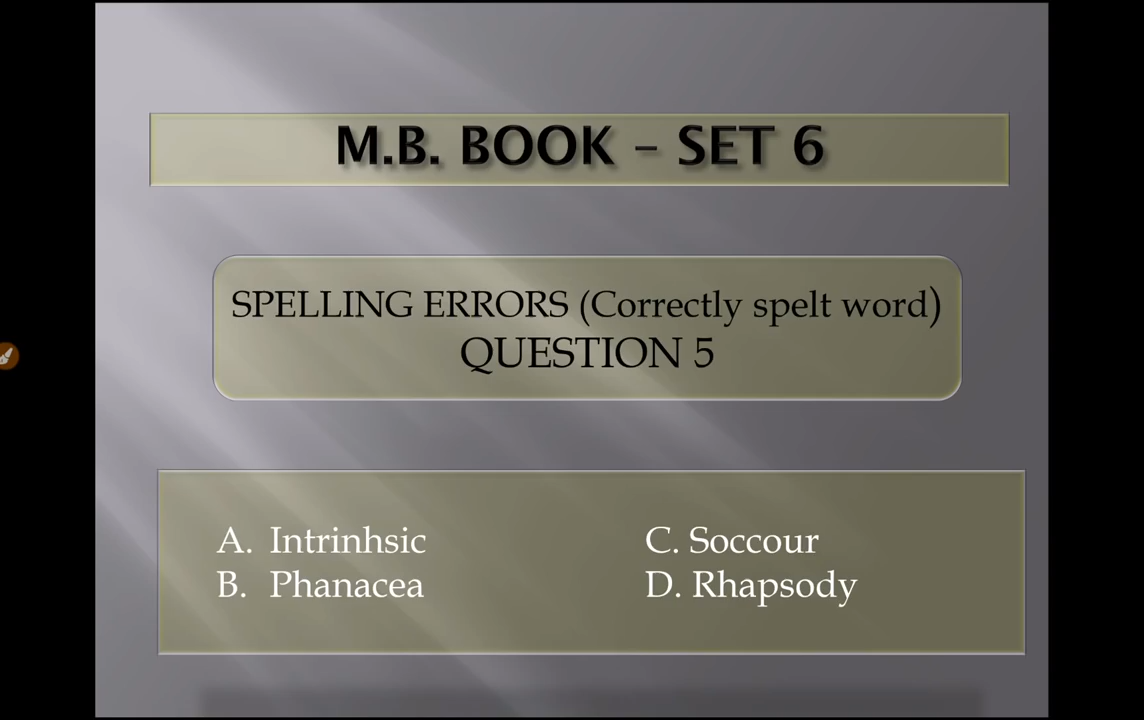 M.B. BOOK – SET 6
SPELLING ERRORS (Correctly spelt word)
QUESTION 5
A. Intrinhsic
B. Phanacea
C. Soccour
D. Rhapsody